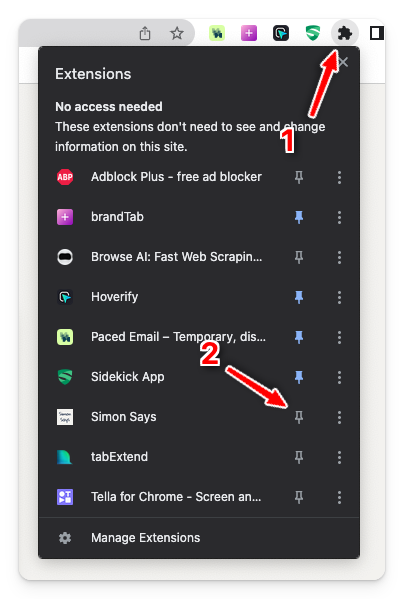 Extensions
No access needed
These extensions don't need to see and change
information on this site.
1
ABP
Adblock Plus - free ad blocker
brandTab
Browse AI: Fast Web Scrapin...
Hoverify
Paced Email – Temporary, dis...
2
Sidekick App
Simon Says
Simon Says
tabExtend
Tella for Chrome - Screen an...
Manage Extensions